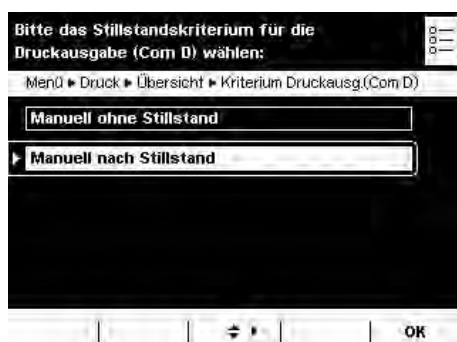 Bitte das Stillstandskriterium für die
Druckausgabe (Com D) wählen:
Menü ▸ Druck ▸ Übersicht ▸ Kriterium Druckausg.(Com D)
Manuell ohne Stillstand
Manuell nach Stillstand
OK